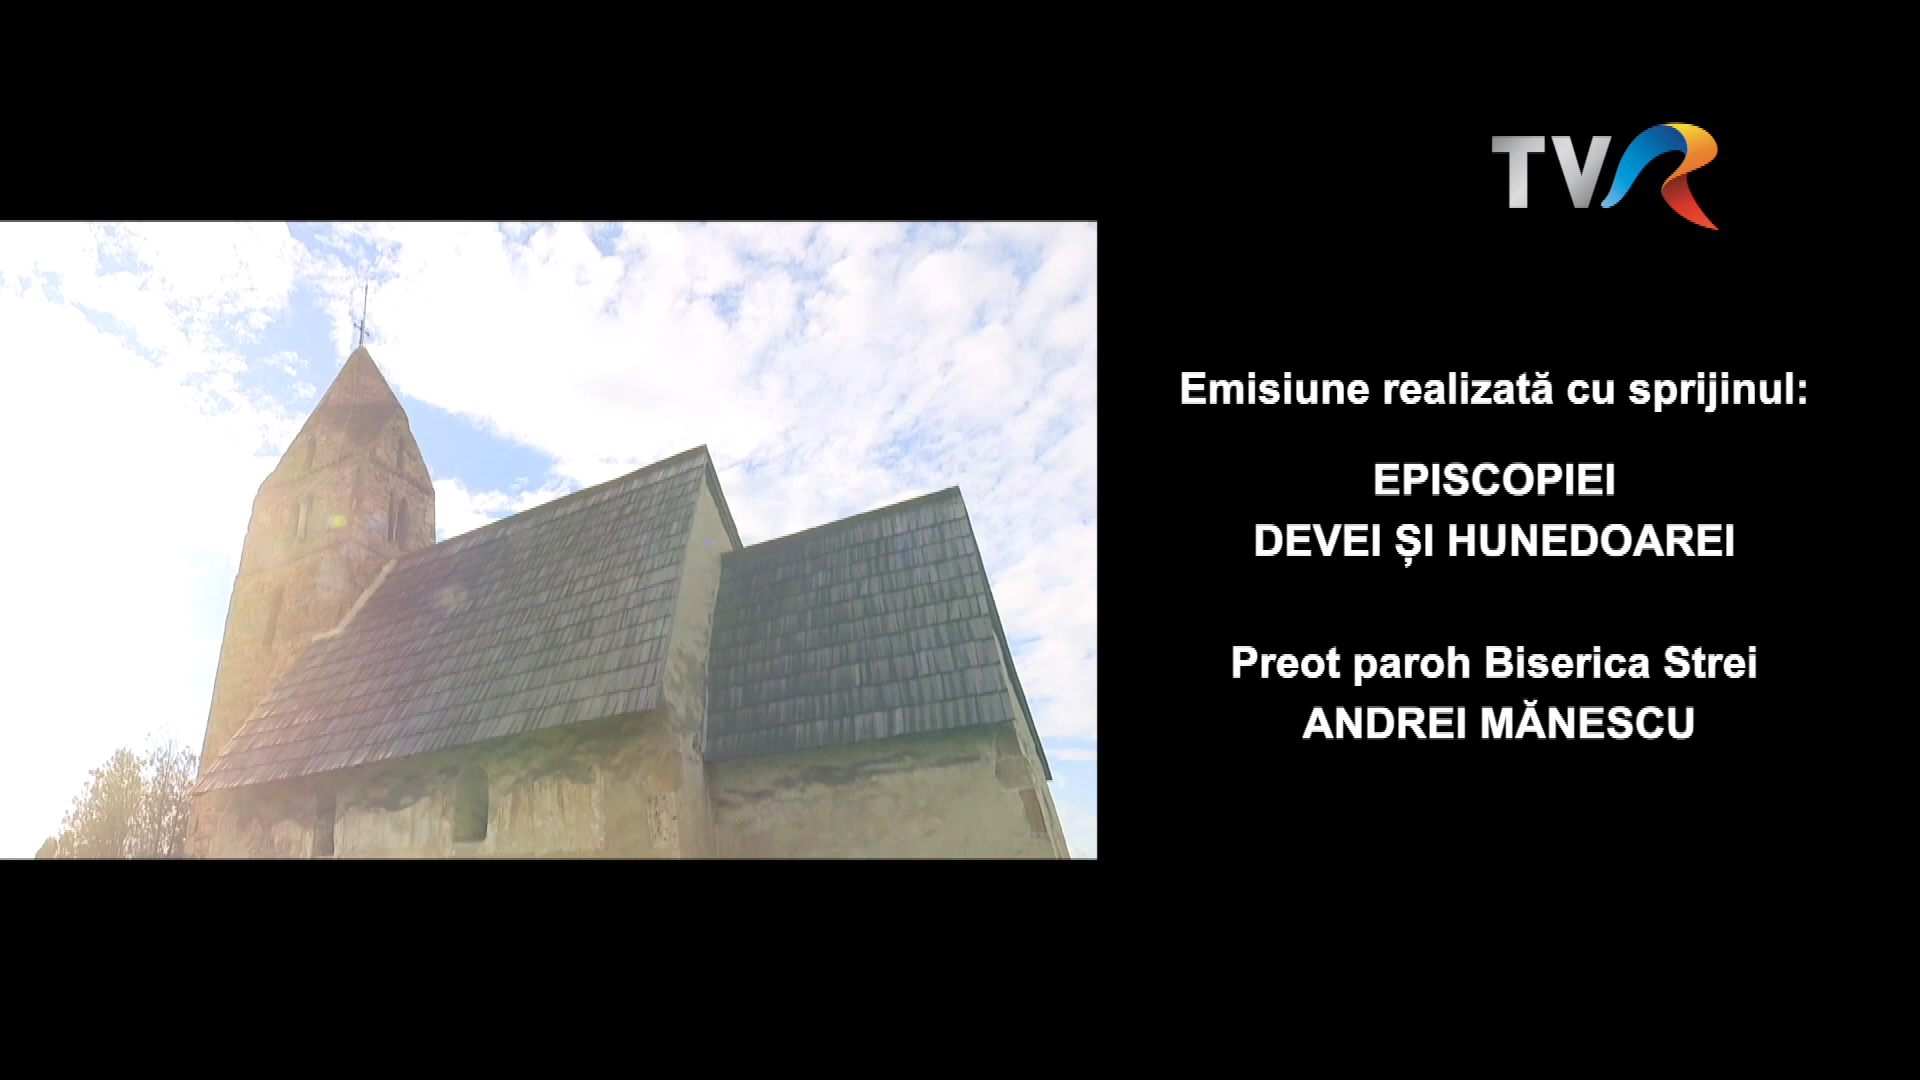 TVR
Emisiune realizată cu sprijinul:
EPISCOPIEI
DEVEI ȘI HUNEDOAREI
Preot paroh Biserica Strei
ANDREI MĂNESCU